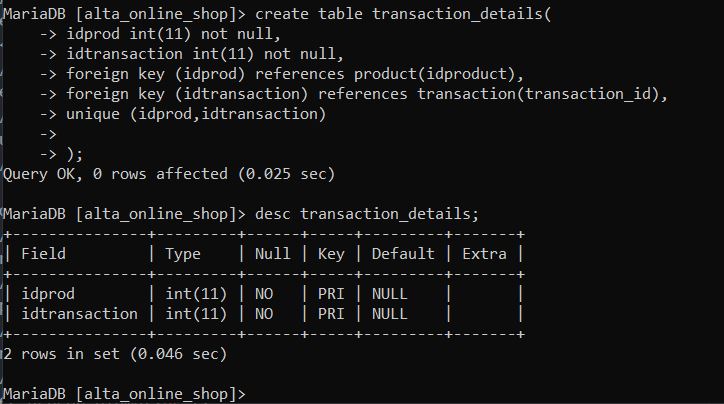 MariaDB [alta_online_shop]> create table transaction_details(
    -> idprod int(11) not null,
    -> idtransaction int(11) not null,
    -> foreign key (idprod) references product(idproduct),
    -> foreign key (idtransaction) references transaction(transaction_id),
    -> unique (idprod,idtransaction)
    ->
    -> );
Query OK, 0 rows affected (0.025 sec)

MariaDB [alta_online_shop]> desc transaction_details;
+---------------+---------+------+-----+---------+-------+
| Field         | Type    | Null | Key | Default | Extra |
+---------------+---------+------+-----+---------+-------+
| idprod        | int(11) | NO   | PRI | NULL    |       |
| idtransaction | int(11) | NO   | PRI | NULL    |       |
+---------------+---------+------+-----+---------+-------+
2 rows in set (0.046 sec)

MariaDB [alta_online_shop]>